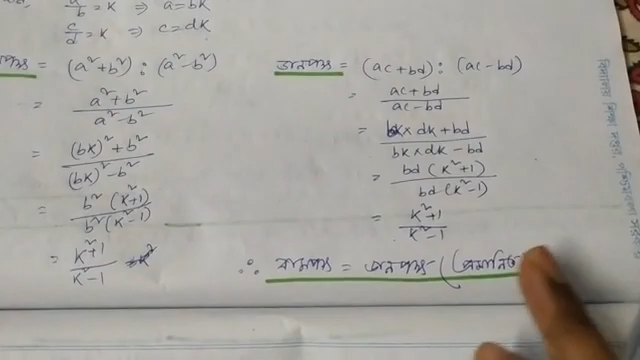 a/b = K ⇒ a = bK
c/d = K ⇒ c = dK
= (a²+b²) : (a²-b²)
= a²+b² / a²-b²
= (bK)²+b² / (bK)²-b²
= b²(K²+1) / b²(K²-1)
= K²+1 / K²-1
ডানপক্ষ = (ac+bd) : (ac-bd)
= ac+bd / ac-bd
= bK×dK+bd / bK×dK-bd
= bd(K²+1) / bd(K²-1)
= K²+1 / K²-1
∴ বামপক্ষ = ডানপক্ষ